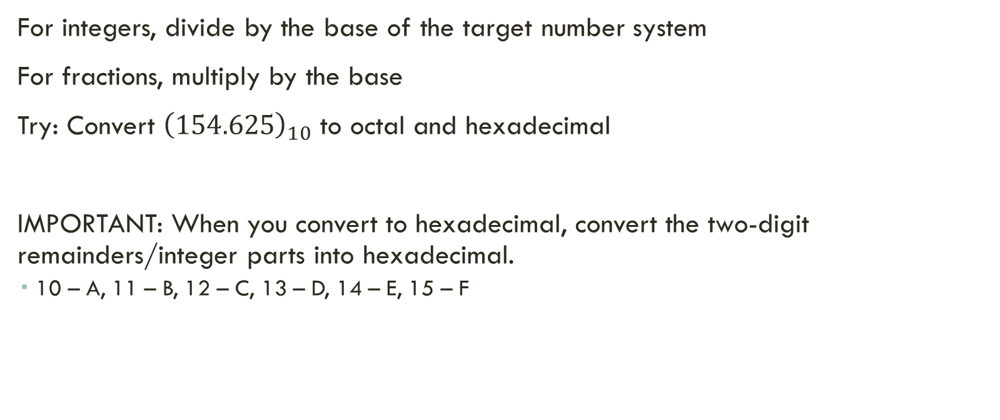 For integers, divide by the base of the target number system
For fractions, multiply by the base
Try: Convert (154.625)₁₀ to octal and hexadecimal
IMPORTANT: When you convert to hexadecimal, convert the two-digit
remainders/integer parts into hexadecimal.
▪ 10 – A, 11 – B, 12 – C, 13 – D, 14 – E, 15 – F